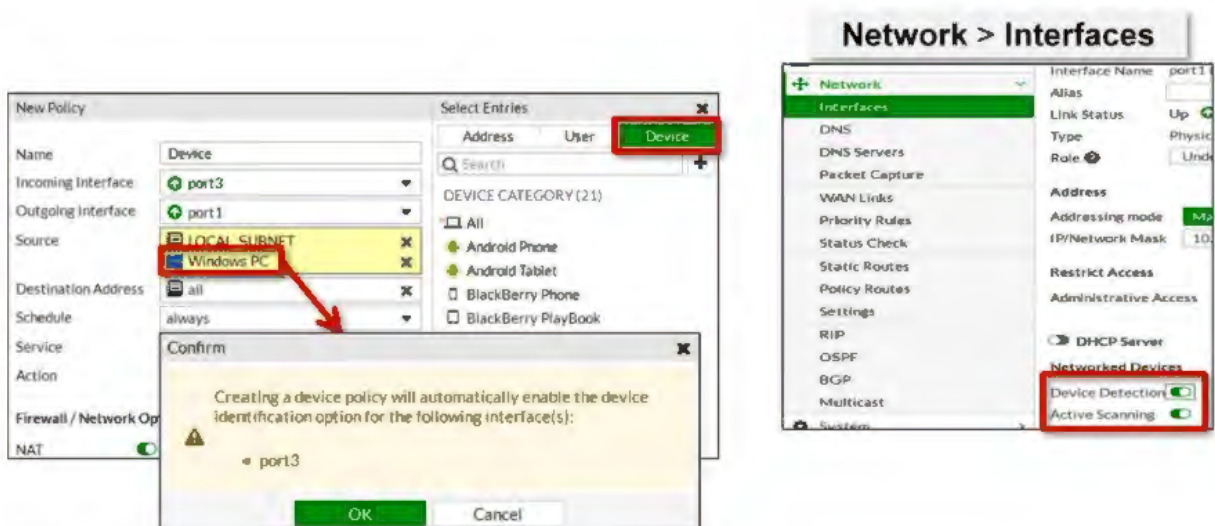 Network > Interfaces
New Policy
Name Device
Incoming Interface port3
Outgoing Interface port1
Source LOCAL_SUBNET
Windows PC
Destination Address all
Schedule always
Service
Action
Firewall / Network Op
NAT
Select Entries
Address User Device
Search
DEVICE CATEGORY (21)
All
Android Phone
Android Tablet
BlackBerry Phone
BlackBerry PlayBook
Confirm
Creating a device policy will automatically enable the device
identification option for the following interface(s):
port3
OK Cancel
Network
Interfaces
DNS
DNS Servers
Packet Capture
WAN Links
Priority Rules
Status Check
Static Routes
Policy Routes
Settings
RIP
OSPF
BGP
Multicast
System
Interface Name port1
Alias
Link Status Up
Type Physic
Role Unde
Address
Addressing mode Ma
IP/Network Mask 10.
Restrict Access
Administrative Access
DHCP Server
Networked Devices
Device Detection
Active Scanning